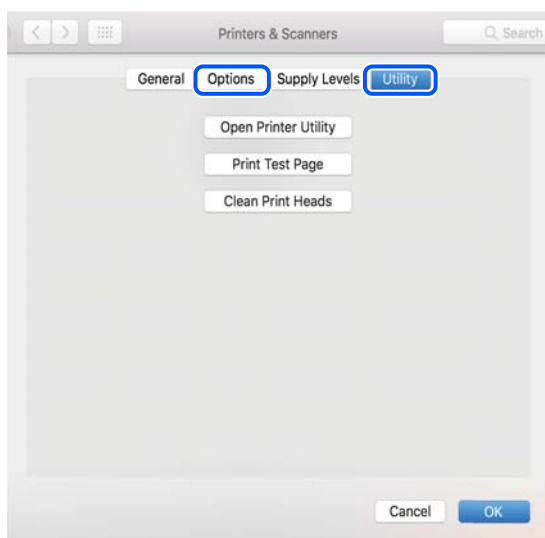 Printers & Scanners Search
General Options Supply Levels Utility
Open Printer Utility
Print Test Page
Clean Print Heads
Cancel OK